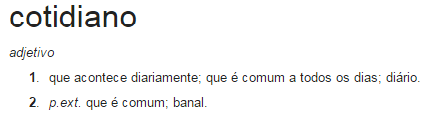 cotidiano
adjetivo
1. que acontece diariamente; que é comum a todos os dias; diário.
2. p.ext. que é comum; banal.